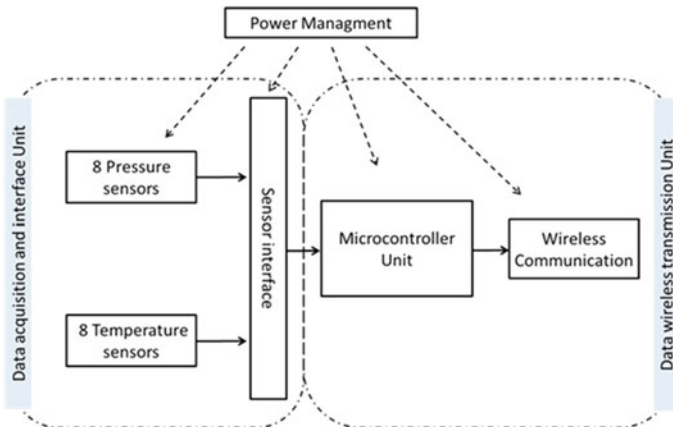 Power Managment
Data acquisition and interface Unit
8 Pressure
sensors
8 Temperature
sensors
Sensor interface
Microcontroller
Unit
Wireless
Communication
Data wireless transmission Unit